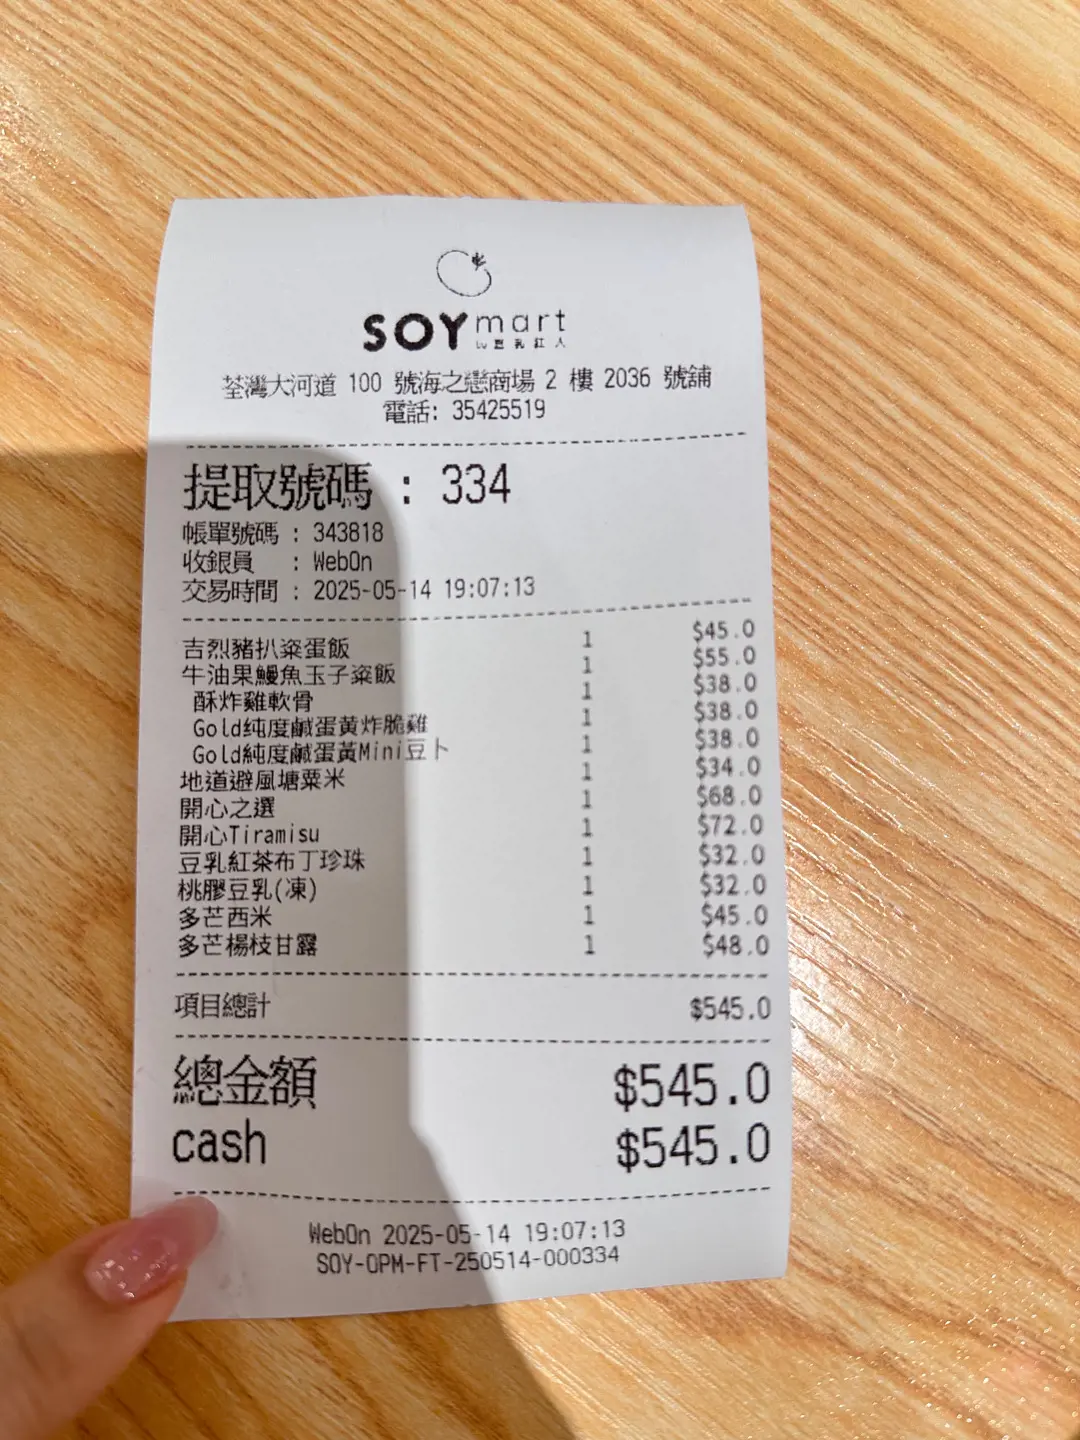 SOYmart
by 豆乳紅人
荃灣大河道 100 號海之戀商場 2 樓 2036 號舖
電話: 35425519
提取號碼 : 334
帳單號碼 : 343818
收銀員 : WebOn
交易時間 : 2025-05-14 19:07:13
吉烈豬扒窩蛋飯 1 $45.0
牛油果鰻魚玉子窩飯 1 $55.0
酥炸雞軟骨 1 $38.0
Gold純度鹹蛋黃炸脆雞 1 $38.0
Gold純度鹹蛋黃Mini豆卜 1 $38.0
地道避風塘粟米 1 $34.0
開心之選 1 $68.0
開心Tiramisu 1 $72.0
豆乳紅茶布丁珍珠 1 $32.0
桃膠豆乳(凍) 1 $32.0
多芒西米 1 $45.0
多芒楊枝甘露 1 $48.0
項目總計 $545.0
總金額 $545.0
cash $545.0
WebOn 2025-05-14 19:07:13
SOY-OPM-FT-250514-000334